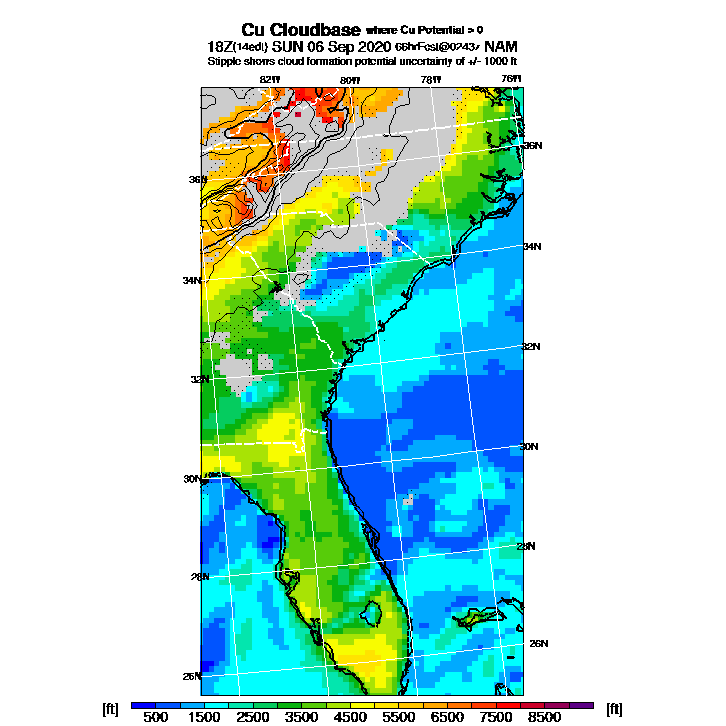 Cu Cloudbase where Cu Potential > 0
18Z(14edt) SUN 06 Sep 2020 66hrFcst@0243z NAM
Stipple shows cloud formation potential uncertainty of +/- 1000 ft
82W 80W 78W 76W
36N
36N
34N
34N
32N
32N
30N
30N
28N
28N
26N
26N
[ft] [ft]
500 1500 2500 3500 4500 5500 6500 7500 8500